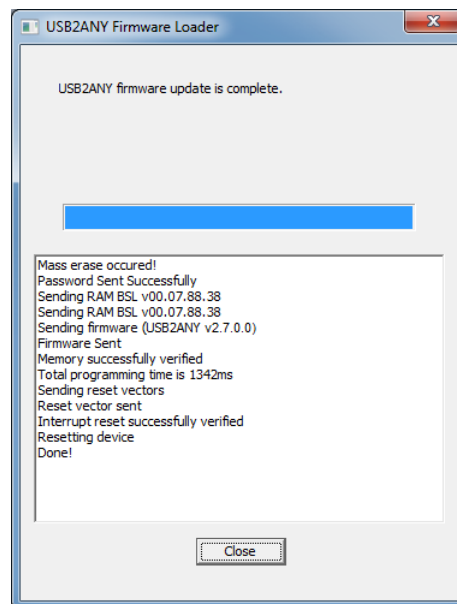 USB2ANY Firmware Loader
USB2ANY firmware update is complete.
Mass erase occured!
Password Sent Successfully
Sending RAM BSL v00.07.88.38
Sending RAM BSL v00.07.88.38
Sending firmware (USB2ANY v2.7.0.0)
Firmware Sent
Memory successfully verified
Total programming time is 1342ms
Sending reset vectors
Reset vector sent
Interrupt reset successfully verified
Resetting device
Done!
Close